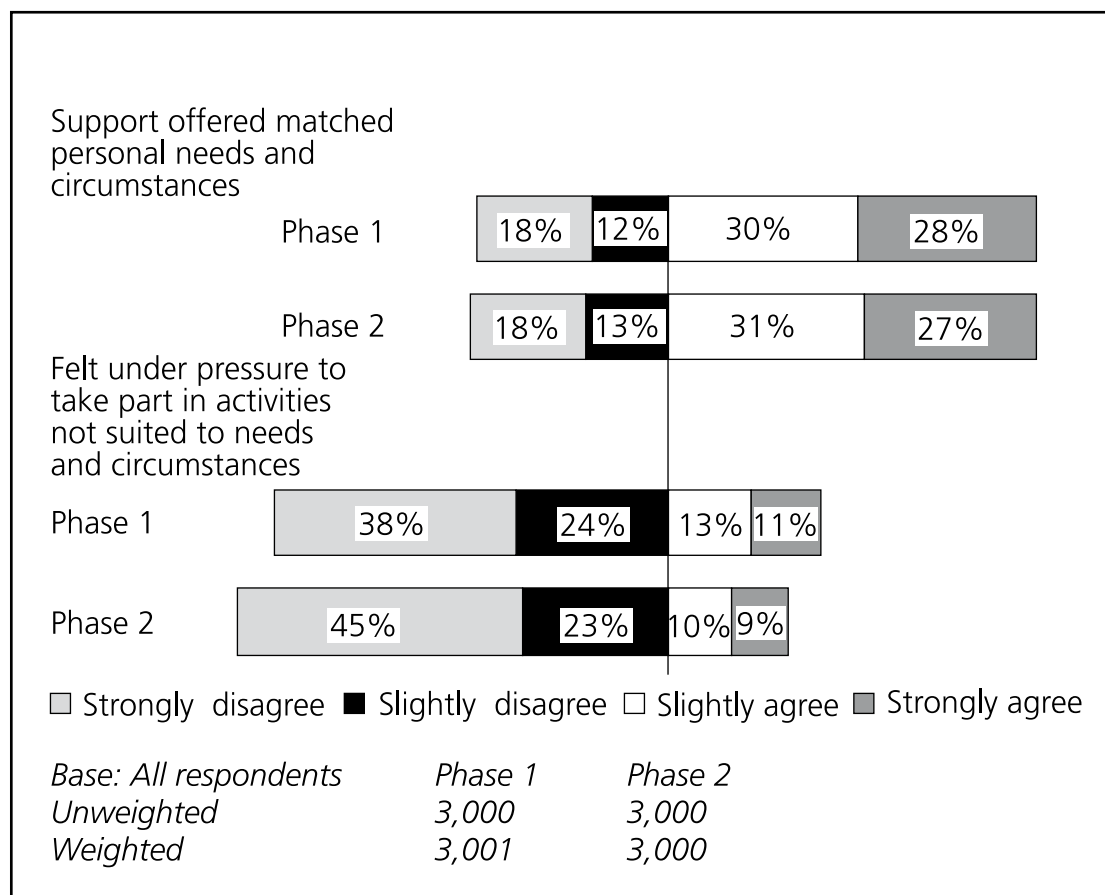 Support offered matched
personal needs and
circumstances
Phase 1 18% 12% 30% 28%
Phase 2 18% 13% 31% 27%
Felt under pressure to
take part in activities
not suited to needs
and circumstances
Phase 1 38% 24% 13% 11%
Phase 2 45% 23% 10% 9%
Strongly disagree Slightly disagree Slightly agree Strongly agree
Base: All respondents Phase 1 Phase 2
Unweighted 3,000 3,000
Weighted 3,001 3,000